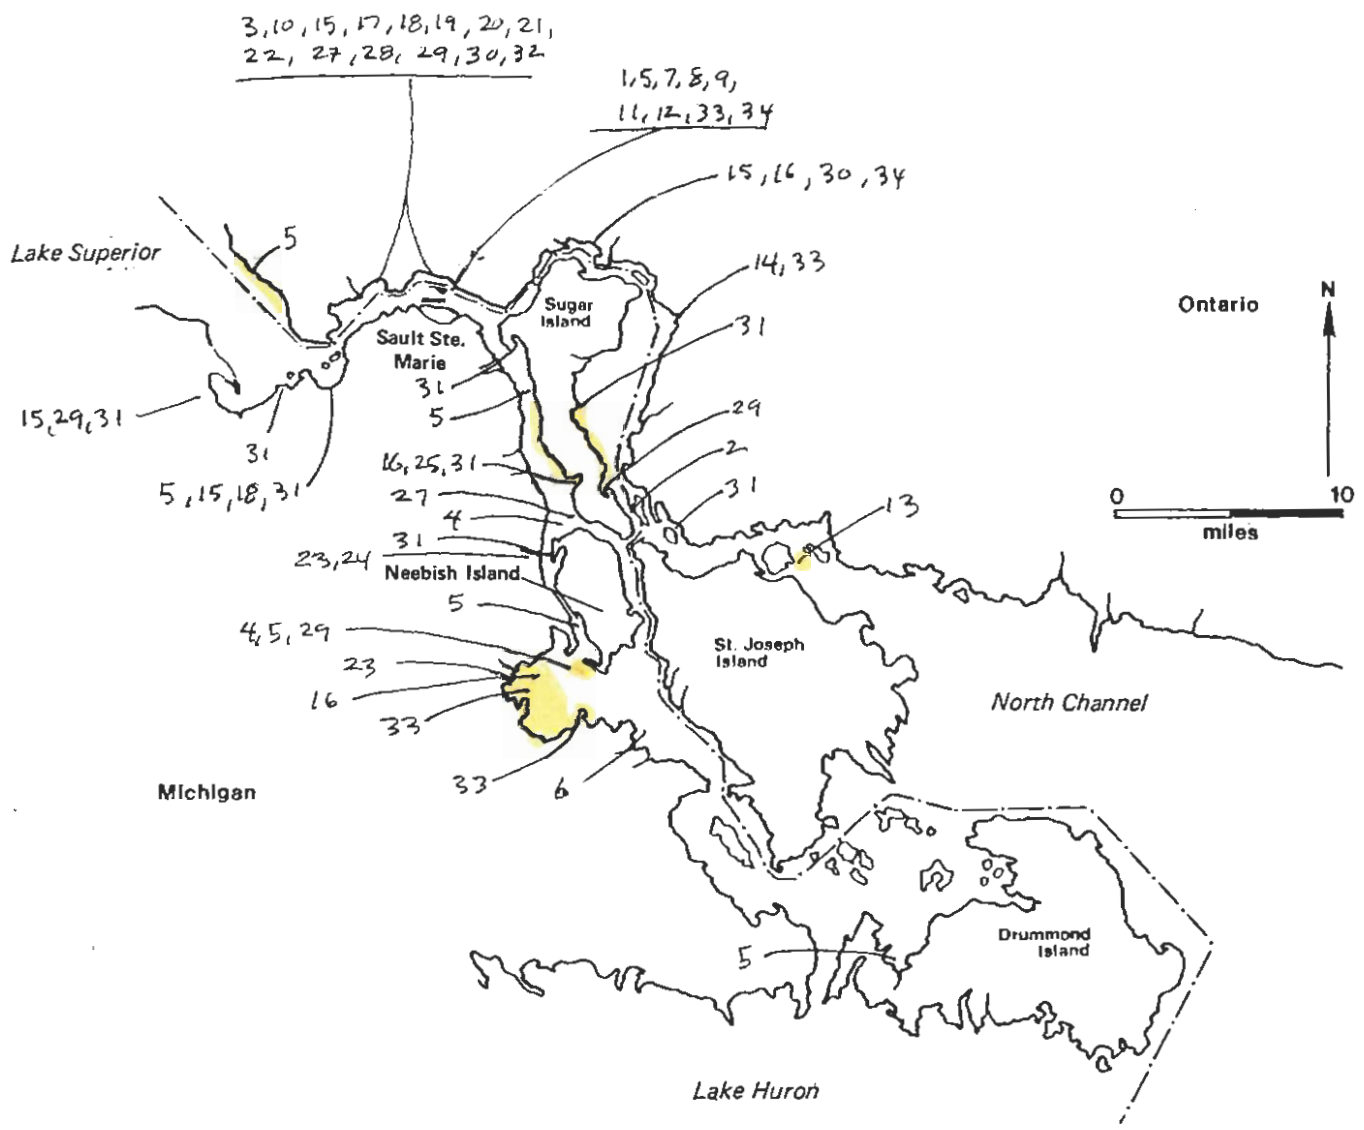 3,10,15,17,18,19,20,21,
22, 27,28, 29,30,32
1,5,7,8,9,
11,12,33,34
15,16,30,34
5
Lake Superior
14,33
Sugar
Island
Ontario
N
31
Sault Ste.
Marie
31
5
29
15,29,31
31
16,25,31
2
5,15,18,31
27
31
0 10
miles
4
13
31
23,24
Neebish Island
5
4,5,29
St. Joseph
Island
23
16
North Channel
33
33
6
Michigan
Drummond
Island
5
Lake Huron